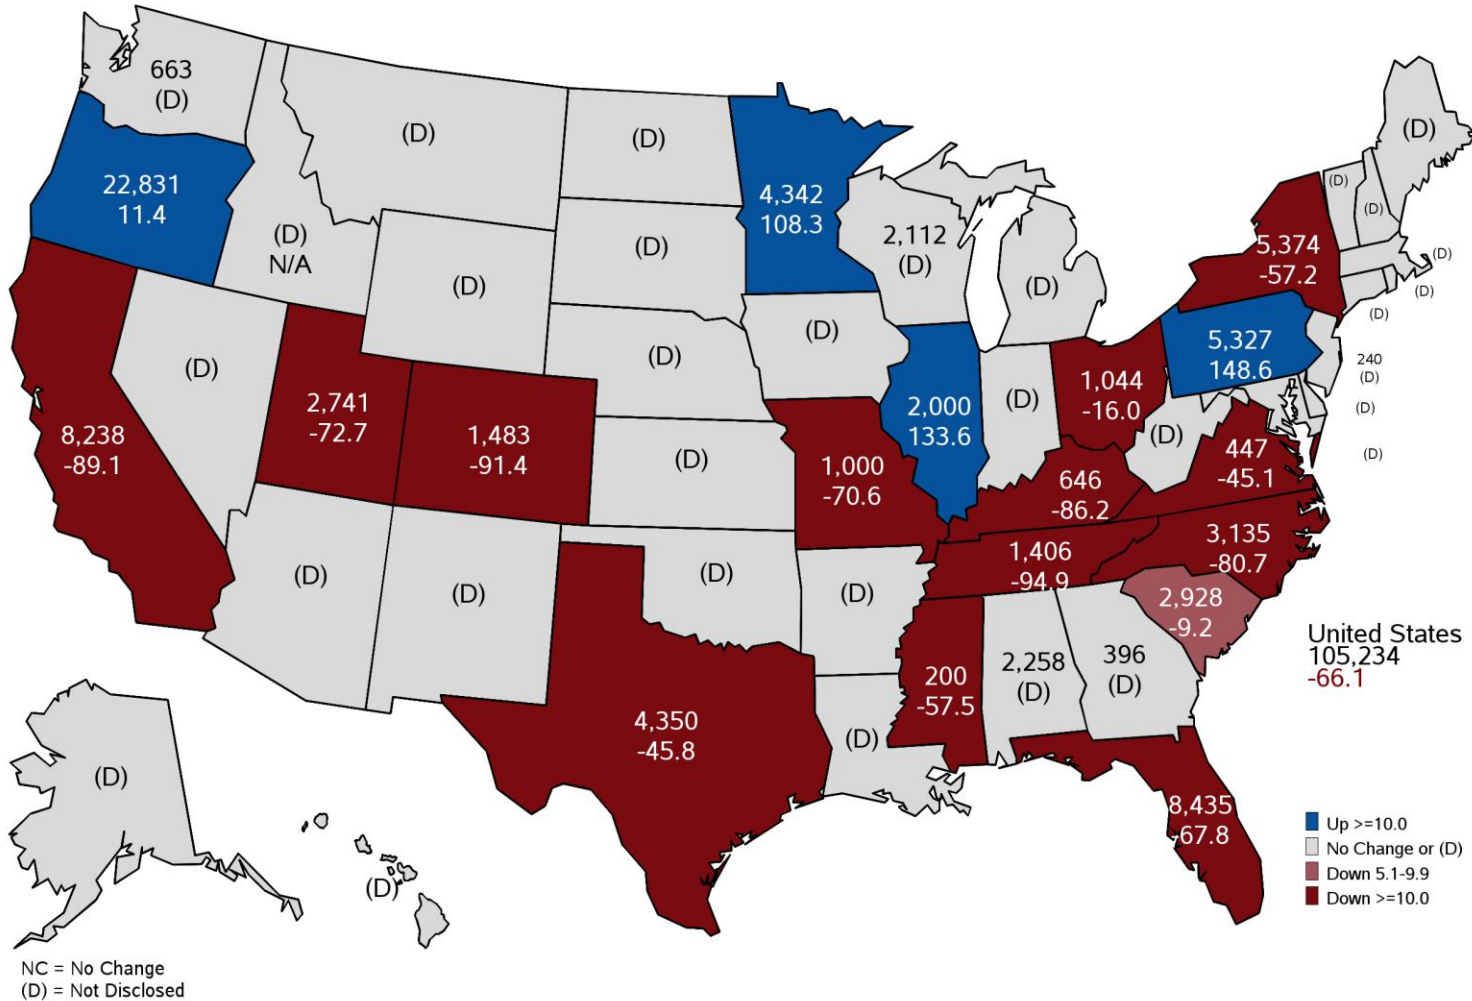 663
(D)
(D)
(D)
(D)
22,831
11.4
4,342
108.3
(D)
(D)
5,374
-57.2
(D)
N/A
(D)
(D)
2,112
(D)
(D)
(D)
(D)
(D)
(D)
(D)
(D)
(D)
5,327
148.6
240
(D)
8,238
-89.1
2,741
-72.7
1,483
-91.4
(D)
1,000
-70.6
2,000
133.6
(D)
1,044
-16.0
(D)
(D)
447
-45.1
(D)
646
-86.2
(D)
(D)
(D)
(D)
1,406
-94.9
3,135
-80.7
2,928
-9.2
United States
105,234
-66.1
4,350
-45.8
(D)
200
-57.5
2,258
(D)
396
(D)
8,435
-67.8
(D)
(D)
Up >=10.0
No Change or (D)
Down 5.1-9.9
Down >=10.0
NC = No Change
(D) = Not Disclosed